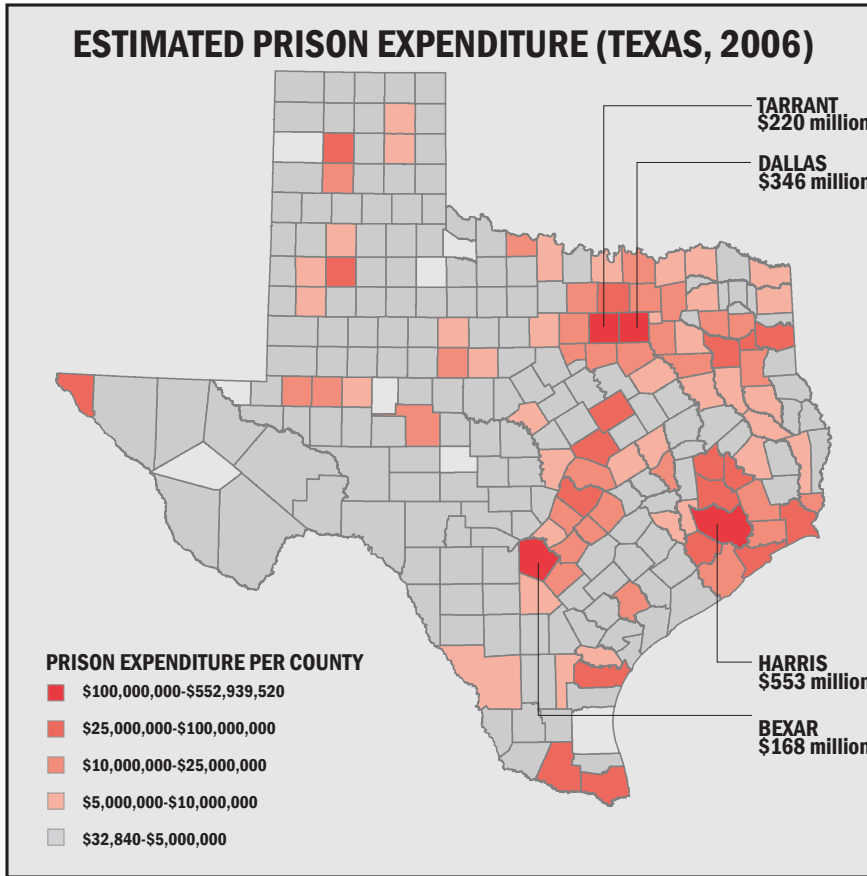 ESTIMATED PRISON EXPENDITURE (TEXAS, 2006)
TARRANT
$220 million
DALLAS
$346 million
PRISON EXPENDITURE PER COUNTY
$100,000,000-$552,939,520
$25,000,000-$100,000,000
$10,000,000-$25,000,000
$5,000,000-$10,000,000
$32,840-$5,000,000
HARRIS
$553 million
BEXAR
$168 million